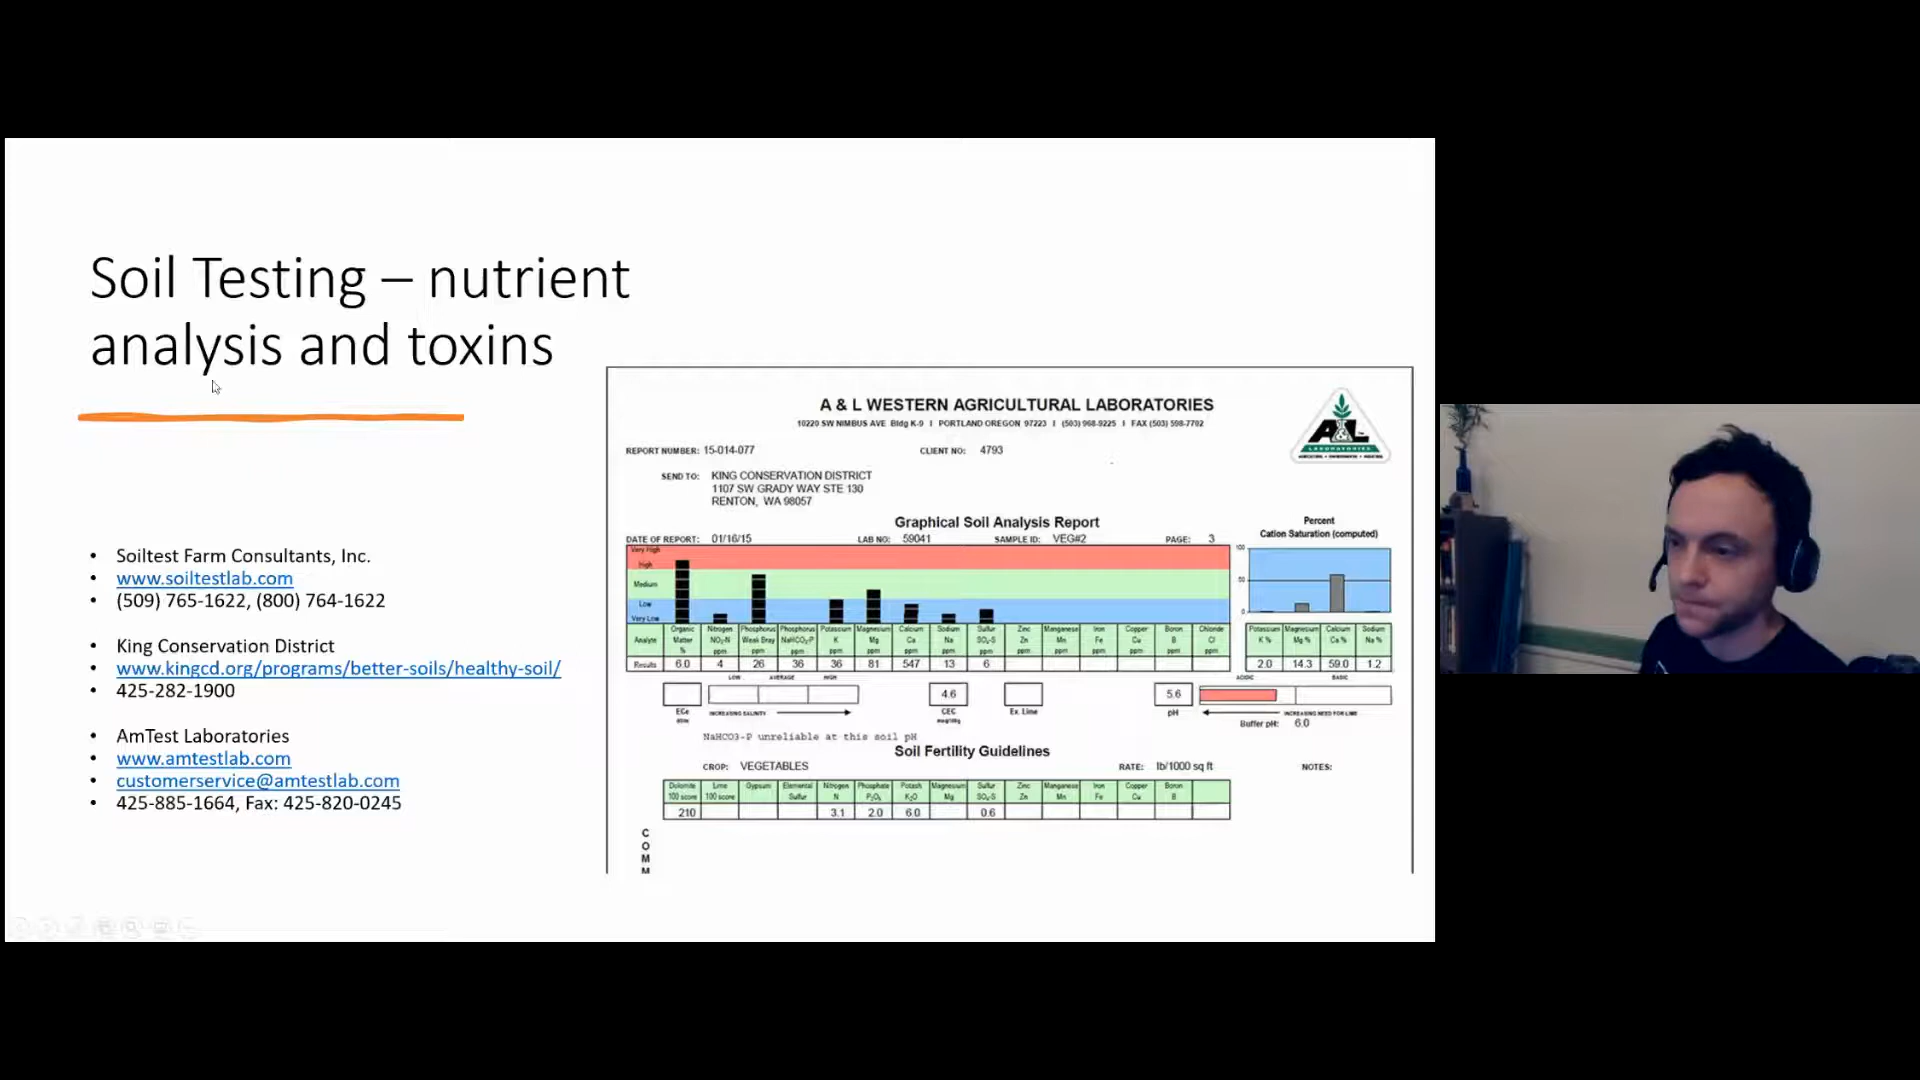 Soil Testing – nutrient
analysis and toxins
• Soiltest Farm Consultants, Inc.
• www.soiltestlab.com
• (509) 765-1622, (800) 764-1622
King Conservation District
• www.kingcd.org/programs/better-soils/healthy-soil/
• 425-282-1900
• AmTest Laboratories
• www.amtestlab.com
• customerservice@amtestlab.com
• 425-885-1664, Fax: 425-820-0245
A & L WESTERN AGRICULTURAL LABORATORIES
10220 SW NIMBUS AVE Bldg K-9 | PORTLAND OREGON 97223 | (503) 968-9225 | FAX (503) 598-7702
REPORT NUMBER: 15-014-077 CLIENT NO: 4793
SEND TO: KING CONSERVATION DISTRICT
1107 SW GRADY WAY STE 130
RENTON, WA 98057
A&L
LABORATORIES
Graphical Soil Analysis Report
DATE OF REPORT: 01/16/15 LAB NO: 59041 SAMPLE ID: VEG#2 PAGE: 3
Percent
Cation Saturation (computed)
Very High
High
Medium
Low
Very Low
100
50
0
Analyte Organic Matter % Nitrogen NO3-N ppm Phosphorus Weak Bray ppm Phosphorus NaHCO3-P ppm Potassium K ppm Magnesium Mg ppm Calcium Ca ppm Sodium Na ppm Sulfur SO4-S ppm Zinc Zn ppm Manganese Mn ppm Iron Fe ppm Copper Cu ppm Boron B ppm Chloride Cl ppm
Results 6.0 4 26 36 36 81 547 13 6
Potassium K % Magnesium Mg % Calcium Ca % Sodium Na %
2.0 14.3 59.0 1.2
LOW AVERAGE HIGH
ACIDIC BASIC
4.6 5.6
ECe INCREASING SALINITY CEC meq/100g Ex. Lime pH INCREASING NEED FOR LIME
Buffer pH: 6.0
NaHCO3-P unreliable at this soil pH
Soil Fertility Guidelines
CROP: VEGETABLES RATE: lb/1000 sq ft NOTES:
Dolomite 100 score Lime 100 score Gypsum Elemental Sulfur Nitrogen N Phosphate P2O5 Potash K2O Magnesium Mg Sulfur SO4-S Zinc Zn Manganese Mn Iron Fe Copper Cu Boron B
210 3.1 2.0 6.0 0.6
C
O
M
M